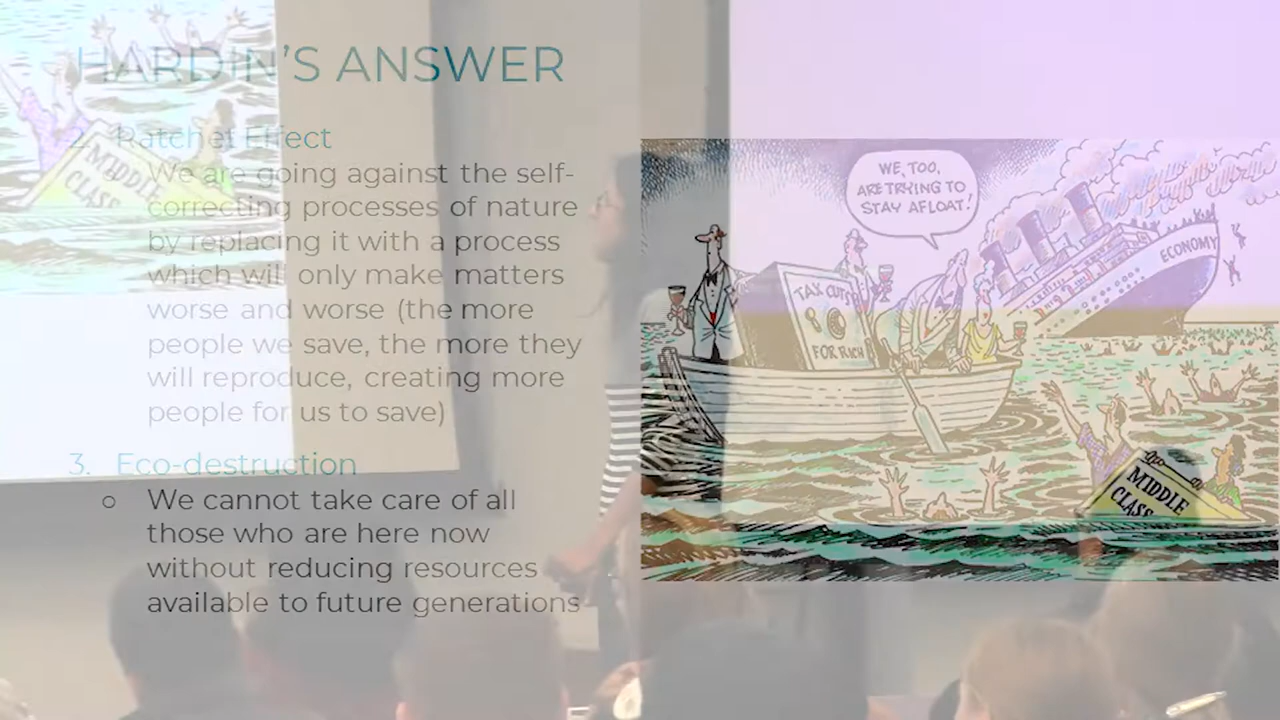 HARDIN'S ANSWER
2. Ratchet Effect
We are going against the self-
correcting processes of nature
by replacing it with a process
which will only make matters
worse and worse (the more
people we save, the more they
will reproduce, creating more
people for us to save)
3. Eco-destruction
o We cannot take care of all
those who are here now
without reducing resources
available to future generations
MIDDLE
CLASS
WE, TOO,
ARE TRYING TO
STAY AFLOAT!
ECONOMY
TAX CUTS
FOR RICH
MIDDLE
CLASS